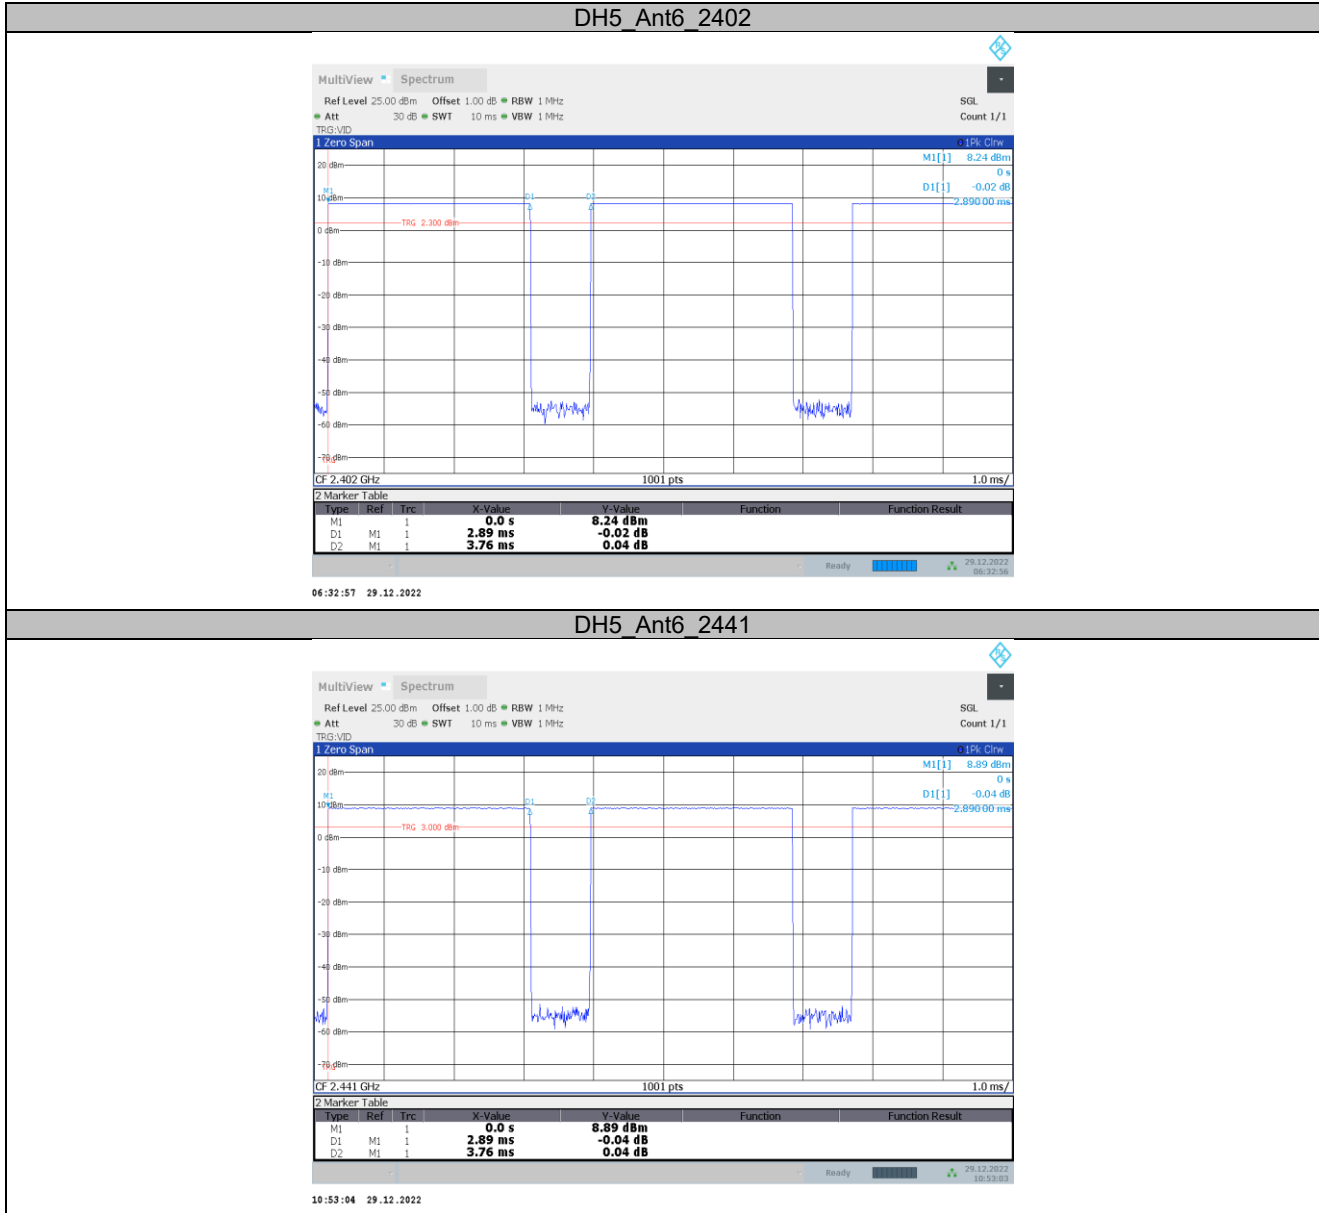 DH5_Ant6_2402
MultiView Spectrum
Ref Level 25.00 dBm Offset 1.00 dB RBW 1 MHz SGL
Att 30 dB SWT 10 ms VBW 1 MHz Count 1/1
TRG:VID
1 Zero Span 1Pk Clrw
M1[1] 8.24 dBm
0 s
D1[1] -0.02 dB
2.890 00 ms
20 dBm
M1
10 dBm
D1 D2
TRG 2.300 dBm
0 dBm
-10 dBm
-20 dBm
-30 dBm
-40 dBm
-50 dBm
-60 dBm
-70 dBm
TRG
CF 2.402 GHz 1001 pts 1.0 ms/
2 Marker Table
Type Ref Trc X-Value Y-Value Function Function Result
M1 1 0.0 s 8.24 dBm
D1 M1 1 2.89 ms -0.02 dB
D2 M1 1 3.76 ms 0.04 dB
Ready 29.12.2022
06:32:56
06:32:57 29.12.2022
DH5_Ant6_2441
MultiView Spectrum
Ref Level 25.00 dBm Offset 1.00 dB RBW 1 MHz SGL
Att 30 dB SWT 10 ms VBW 1 MHz Count 1/1
TRG:VID
1 Zero Span 1Pk Clrw
M1[1] 8.89 dBm
0 s
D1[1] -0.04 dB
2.890 00 ms
20 dBm
M1
10 dBm
D1 D2
TRG 3.000 dBm
0 dBm
-10 dBm
-20 dBm
-30 dBm
-40 dBm
-50 dBm
-60 dBm
-70 dBm
TRG
CF 2.441 GHz 1001 pts 1.0 ms/
2 Marker Table
Type Ref Trc X-Value Y-Value Function Function Result
M1 1 0.0 s 8.89 dBm
D1 M1 1 2.89 ms -0.04 dB
D2 M1 1 3.76 ms 0.04 dB
Ready 29.12.2022
10:53:03
10:53:04 29.12.2022